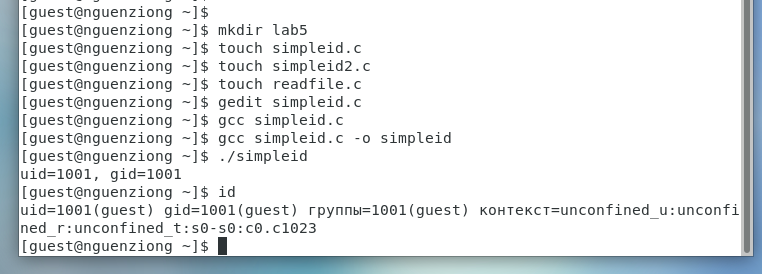 [guest@nguenziong ~]$
[guest@nguenziong ~]$ mkdir lab5
[guest@nguenziong ~]$ touch simpleid.c
[guest@nguenziong ~]$ touch simpleid2.c
[guest@nguenziong ~]$ touch readfile.c
[guest@nguenziong ~]$ gedit simpleid.c
[guest@nguenziong ~]$ gcc simpleid.c
[guest@nguenziong ~]$ gcc simpleid.c -o simpleid
[guest@nguenziong ~]$ ./simpleid
uid=1001, gid=1001
[guest@nguenziong ~]$ id
uid=1001(guest) gid=1001(guest) группы=1001(guest) контекст=unconfined_u:unconfi
ned_r:unconfined_t:s0-s0:c0.c1023
[guest@nguenziong ~]$